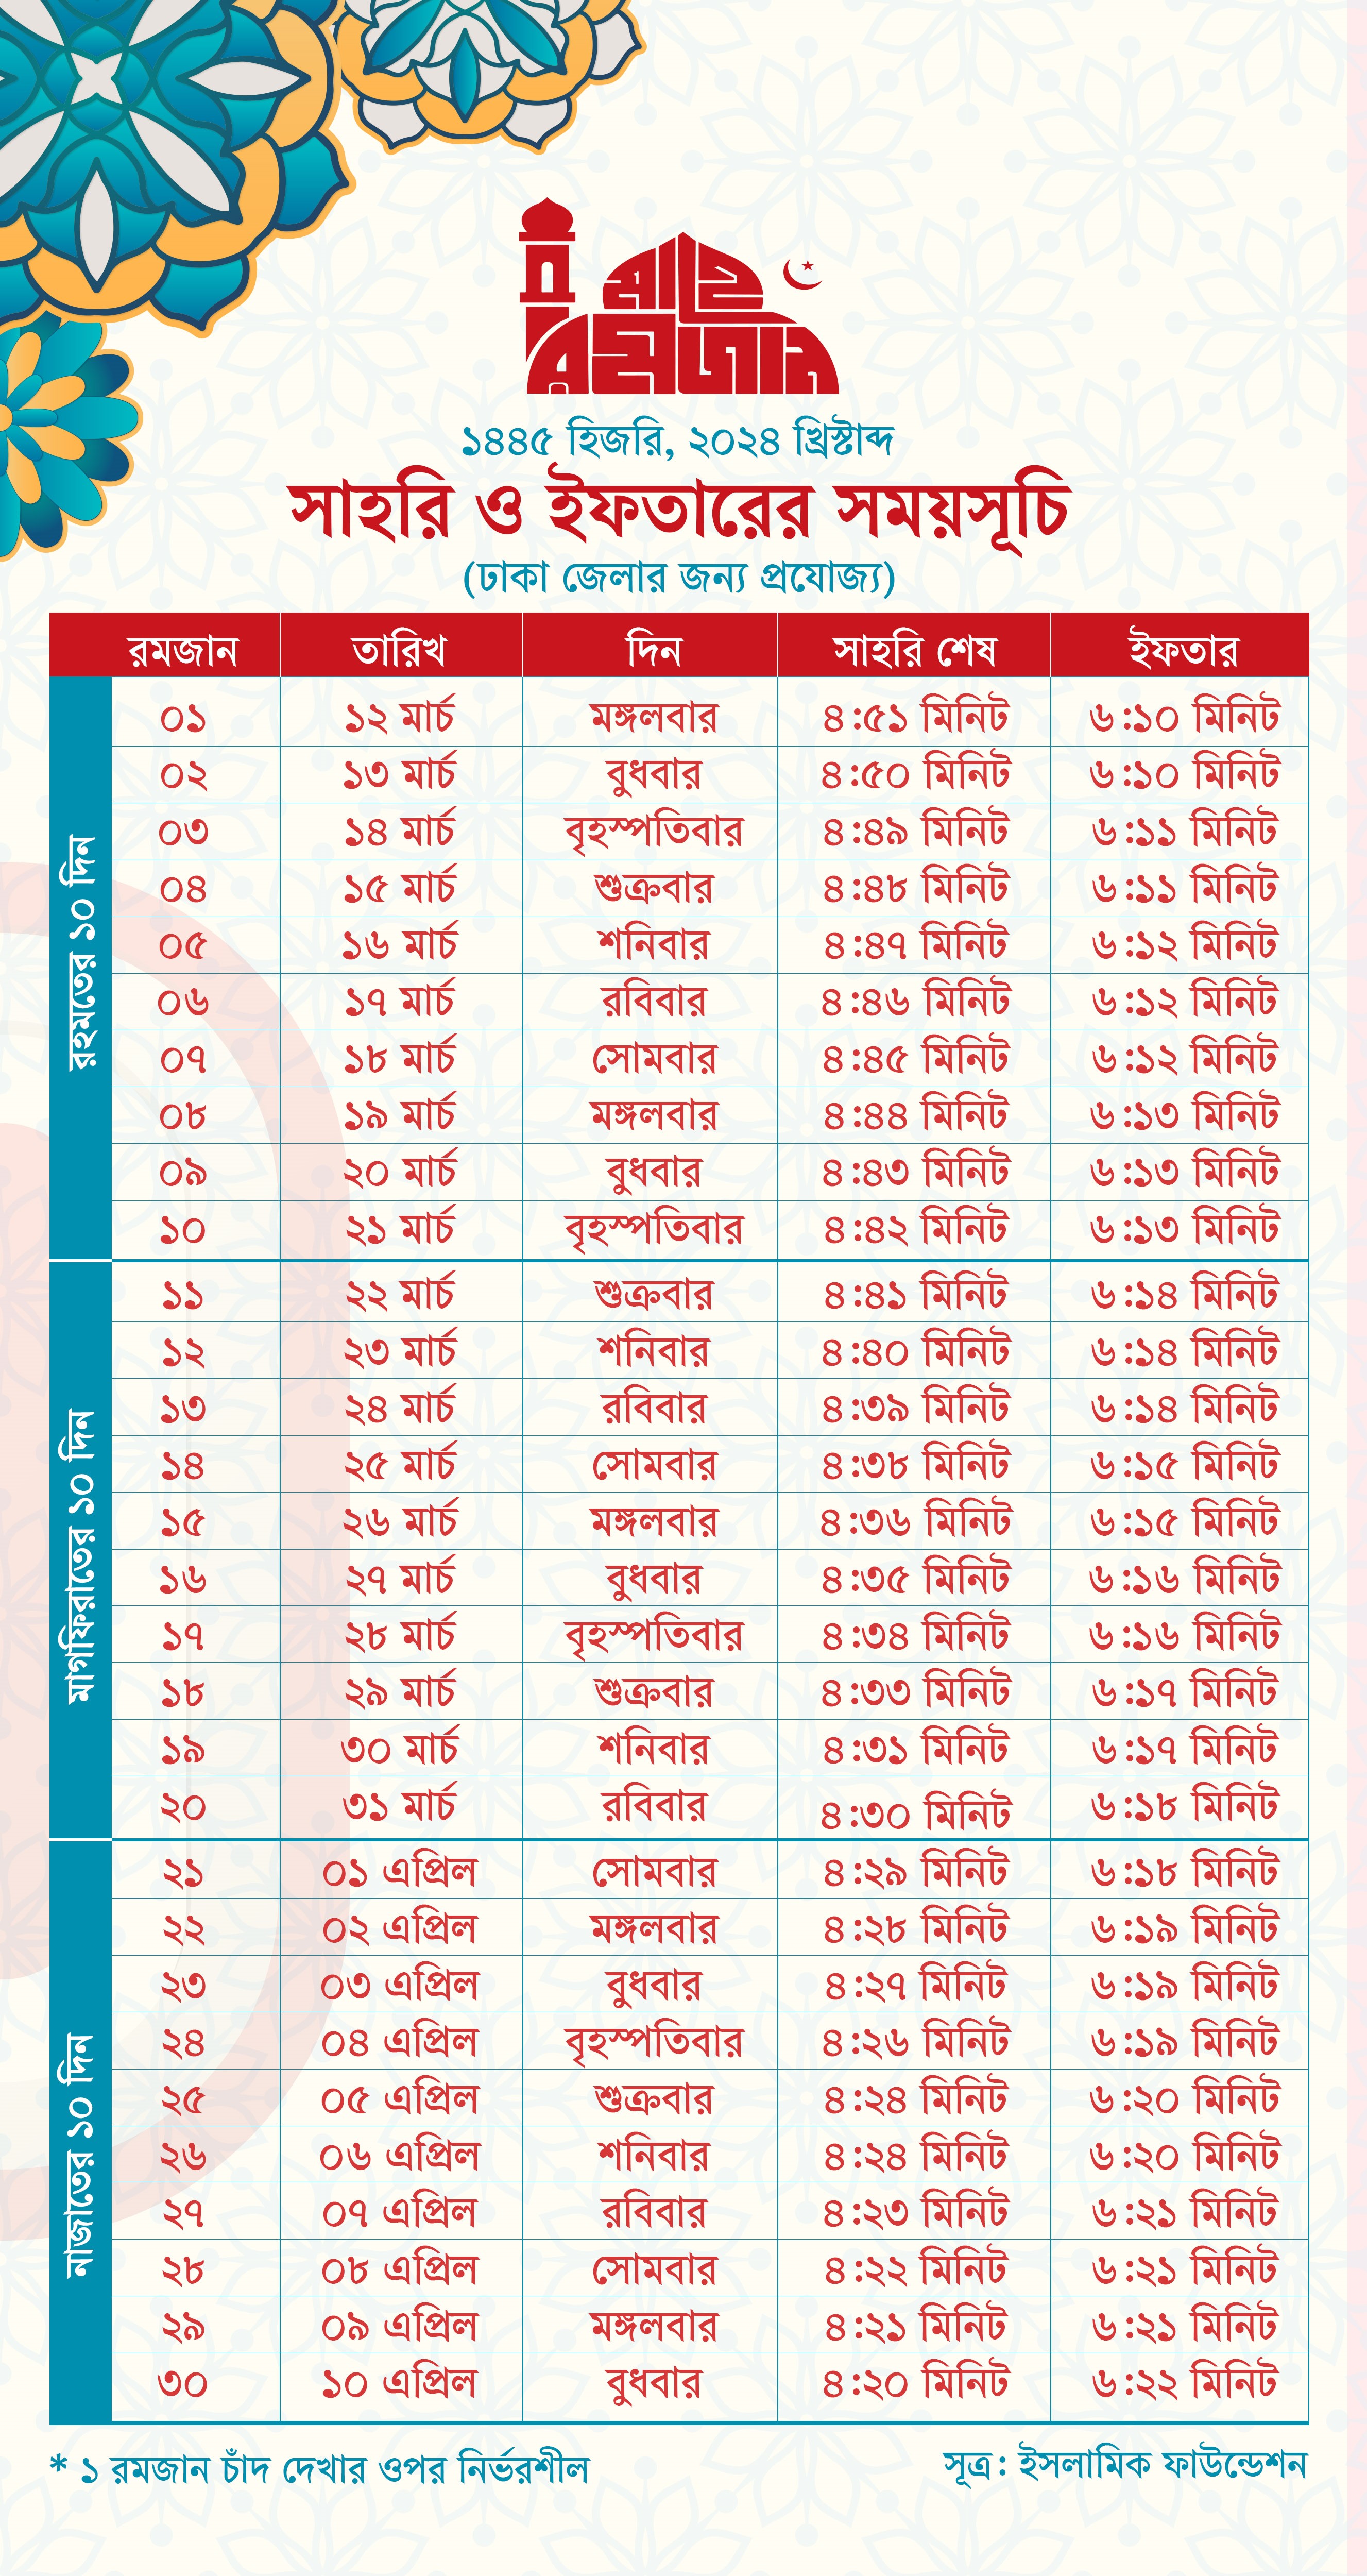 মাহে
রমজান
১৪৪৫ হিজরি, ২০২৪ খ্রিস্টাব্দ
সাহরি ও ইফতারের সময়সূচি
(ঢাকা জেলার জন্য প্রযোজ্য)
রমজান তারিখ দিন সাহরি শেষ ইফতার
রহমতের ১০ দিন
০১ ১২ মার্চ মঙ্গলবার ৪:৫১ মিনিট ৬:১০ মিনিট
০২ ১৩ মার্চ বুধবার ৪:৫০ মিনিট ৬:১০ মিনিট
০৩ ১৪ মার্চ বৃহস্পতিবার ৪:৪৯ মিনিট ৬:১১ মিনিট
০৪ ১৫ মার্চ শুক্রবার ৪:৪৮ মিনিট ৬:১১ মিনিট
০৫ ১৬ মার্চ শনিবার ৪:৪৭ মিনিট ৬:১২ মিনিট
০৬ ১৭ মার্চ রবিবার ৪:৪৬ মিনিট ৬:১২ মিনিট
০৭ ১৮ মার্চ সোমবার ৪:৪৫ মিনিট ৬:১২ মিনিট
০৮ ১৯ মার্চ মঙ্গলবার ৪:৪৪ মিনিট ৬:১৩ মিনিট
০৯ ২০ মার্চ বুধবার ৪:৪৩ মিনিট ৬:১৩ মিনিট
১০ ২১ মার্চ বৃহস্পতিবার ৪:৪২ মিনিট ৬:১৩ মিনিট
মাগফিরাতের ১০ দিন
১১ ২২ মার্চ শুক্রবার ৪:৪১ মিনিট ৬:১৪ মিনিট
১২ ২৩ মার্চ শনিবার ৪:৪০ মিনিট ৬:১৪ মিনিট
১৩ ২৪ মার্চ রবিবার ৪:৩৯ মিনিট ৬:১৪ মিনিট
১৪ ২৫ মার্চ সোমবার ৪:৩৮ মিনিট ৬:১৫ মিনিট
১৫ ২৬ মার্চ মঙ্গলবার ৪:৩৬ মিনিট ৬:১৫ মিনিট
১৬ ২৭ মার্চ বুধবার ৪:৩৫ মিনিট ৬:১৬ মিনিট
১৭ ২৮ মার্চ বৃহস্পতিবার ৪:৩৪ মিনিট ৬:১৬ মিনিট
১৮ ২৯ মার্চ শুক্রবার ৪:৩৩ মিনিট ৬:১৭ মিনিট
১৯ ৩০ মার্চ শনিবার ৪:৩১ মিনিট ৬:১৭ মিনিট
২০ ৩১ মার্চ রবিবার ৪:৩০ মিনিট ৬:১৮ মিনিট
নাজাতের ১০ দিন
২১ ০১ এপ্রিল সোমবার ৪:২৯ মিনিট ৬:১৮ মিনিট
২২ ০২ এপ্রিল মঙ্গলবার ৪:২৮ মিনিট ৬:১৯ মিনিট
২৩ ০৩ এপ্রিল বুধবার ৪:২৭ মিনিট ৬:১৯ মিনিট
২৪ ০৪ এপ্রিল বৃহস্পতিবার ৪:২৬ মিনিট ৬:১৯ মিনিট
২৫ ০৫ এপ্রিল শুক্রবার ৪:২৪ মিনিট ৬:২০ মিনিট
২৬ ০৬ এপ্রিল শনিবার ৪:২৪ মিনিট ৬:২০ মিনিট
২৭ ০৭ এপ্রিল রবিবার ৪:২৩ মিনিট ৬:২১ মিনিট
২৮ ০৮ এপ্রিল সোমবার ৪:২২ মিনিট ৬:২১ মিনিট
২৯ ০৯ এপ্রিল মঙ্গলবার ৪:২১ মিনিট ৬:২১ মিনিট
৩০ ১০ এপ্রিল বুধবার ৪:২০ মিনিট ৬:২২ মিনিট
* ১ রমজান চাঁদ দেখার ওপর নির্ভরশীল
সূত্র: ইসলামিক ফাউন্ডেশন